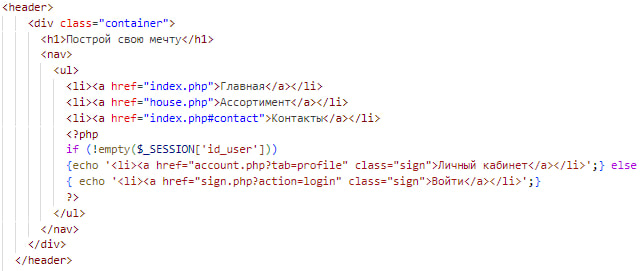 <header>
<div class="container">
<h1>Построй свою мечту</h1>
<nav>
<ul>
<li><a href="index.php">Главная</a></li>
<li><a href="house.php">Ассортимент</a></li>
<li><a href="index.php#contact">Контакты</a></li>
<?php
if (!empty($_SESSION['id_user']))
{echo '<li><a href="account.php?tab=profile" class="sign">Личный кабинет</a></li>';} else
{ echo '<li><a href="sign.php?action=login" class="sign">Войти</a></li>';}
?>
</ul>
</nav>
</div>
</header>